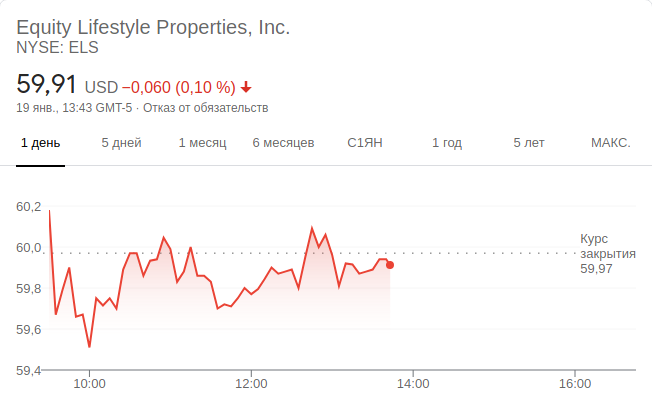 Equity Lifestyle Properties, Inc.
NYSE: ELS
59,91 USD −0,060 (0,10 %)
19 янв., 13:43 GMT-5 · Отказ от обязательств
1 день 5 дней 1 месяц 6 месяцев С1ЯН 1 год 5 лет МАКС.
60,2
60,0
59,8
59,6
59,4
Курс
закрытия
59,97
10:00 12:00 14:00 16:00